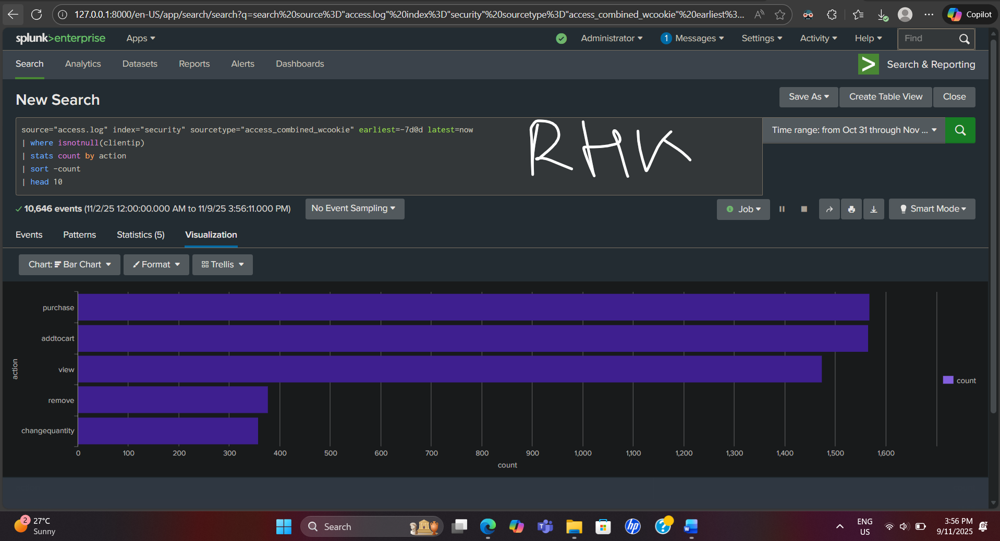 127.0.0.1:8000/en-US/app/search/search?q=search%20source%3D"access.log"%20index%3D"security"%20sourcetype%3D"access_combined_wcookie"%20earliest%3...
Copilot
splunk>enterprise Apps Administrator 1 Messages Settings Activity Help Find
Search Analytics Datasets Reports Alerts Dashboards > Search & Reporting
New Search Save As Create Table View Close
source="access.log" index="security" sourcetype="access_combined_wcookie" earliest=-7d@d latest=now
| where isnotnull(clientip)
| stats count by action
| sort -count
| head 10
RHK
Time range: from Oct 31 through Nov ...
✓ 10,646 events (11/2/25 12:00:00.000 AM to 11/9/25 3:56:11.000 PM) No Event Sampling Job Smart Mode
Events Patterns Statistics (5) Visualization
Chart: Bar Chart Format Trellis
action
purchase
addtocart
view
remove
changequantity
0 100 200 300 400 500 600 700 800 900 1,000 1,100 1,200 1,300 1,400 1,500 1,600
count
count
2 27°C
Sunny
Search
hp
?
W
ENG
US
3:56 PM
9/11/2025